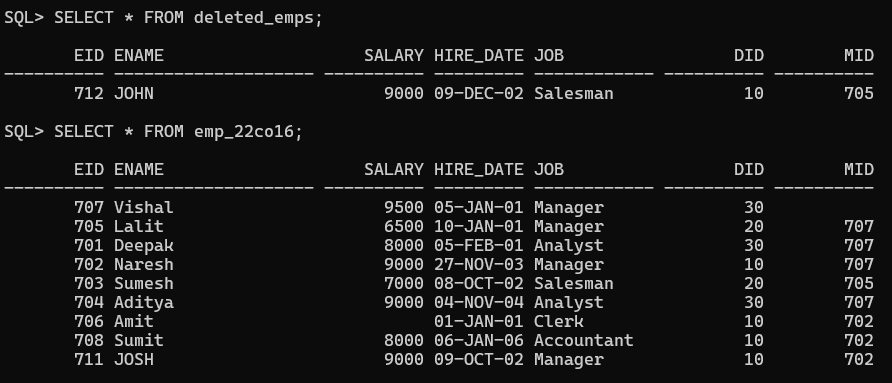 SQL> SELECT * FROM deleted_emps;
       EID ENAME                    SALARY HIRE_DATE JOB                 DID        MID
---------- -------------------- ---------- --------- ------------ ---------- ----------
       712 JOHN                       9000 09-DEC-02 Salesman             10        705
SQL> SELECT * FROM emp_22co16;
       EID ENAME                    SALARY HIRE_DATE JOB                 DID        MID
---------- -------------------- ---------- --------- ------------ ---------- ----------
       707 Vishal                     9500 05-JAN-01 Manager              30
       705 Lalit                      6500 10-JAN-01 Manager              20        707
       701 Deepak                     8000 05-FEB-01 Analyst              30        707
       702 Naresh                     9000 27-NOV-03 Manager              10        707
       703 Sumesh                     7000 08-OCT-02 Salesman             20        705
       704 Aditya                     9000 04-NOV-04 Analyst              30        707
       706 Amit                            01-JAN-01 Clerk                10        702
       708 Sumit                      8000 06-JAN-06 Accountant           10        702
       711 JOSH                       9000 09-OCT-02 Manager              10        702